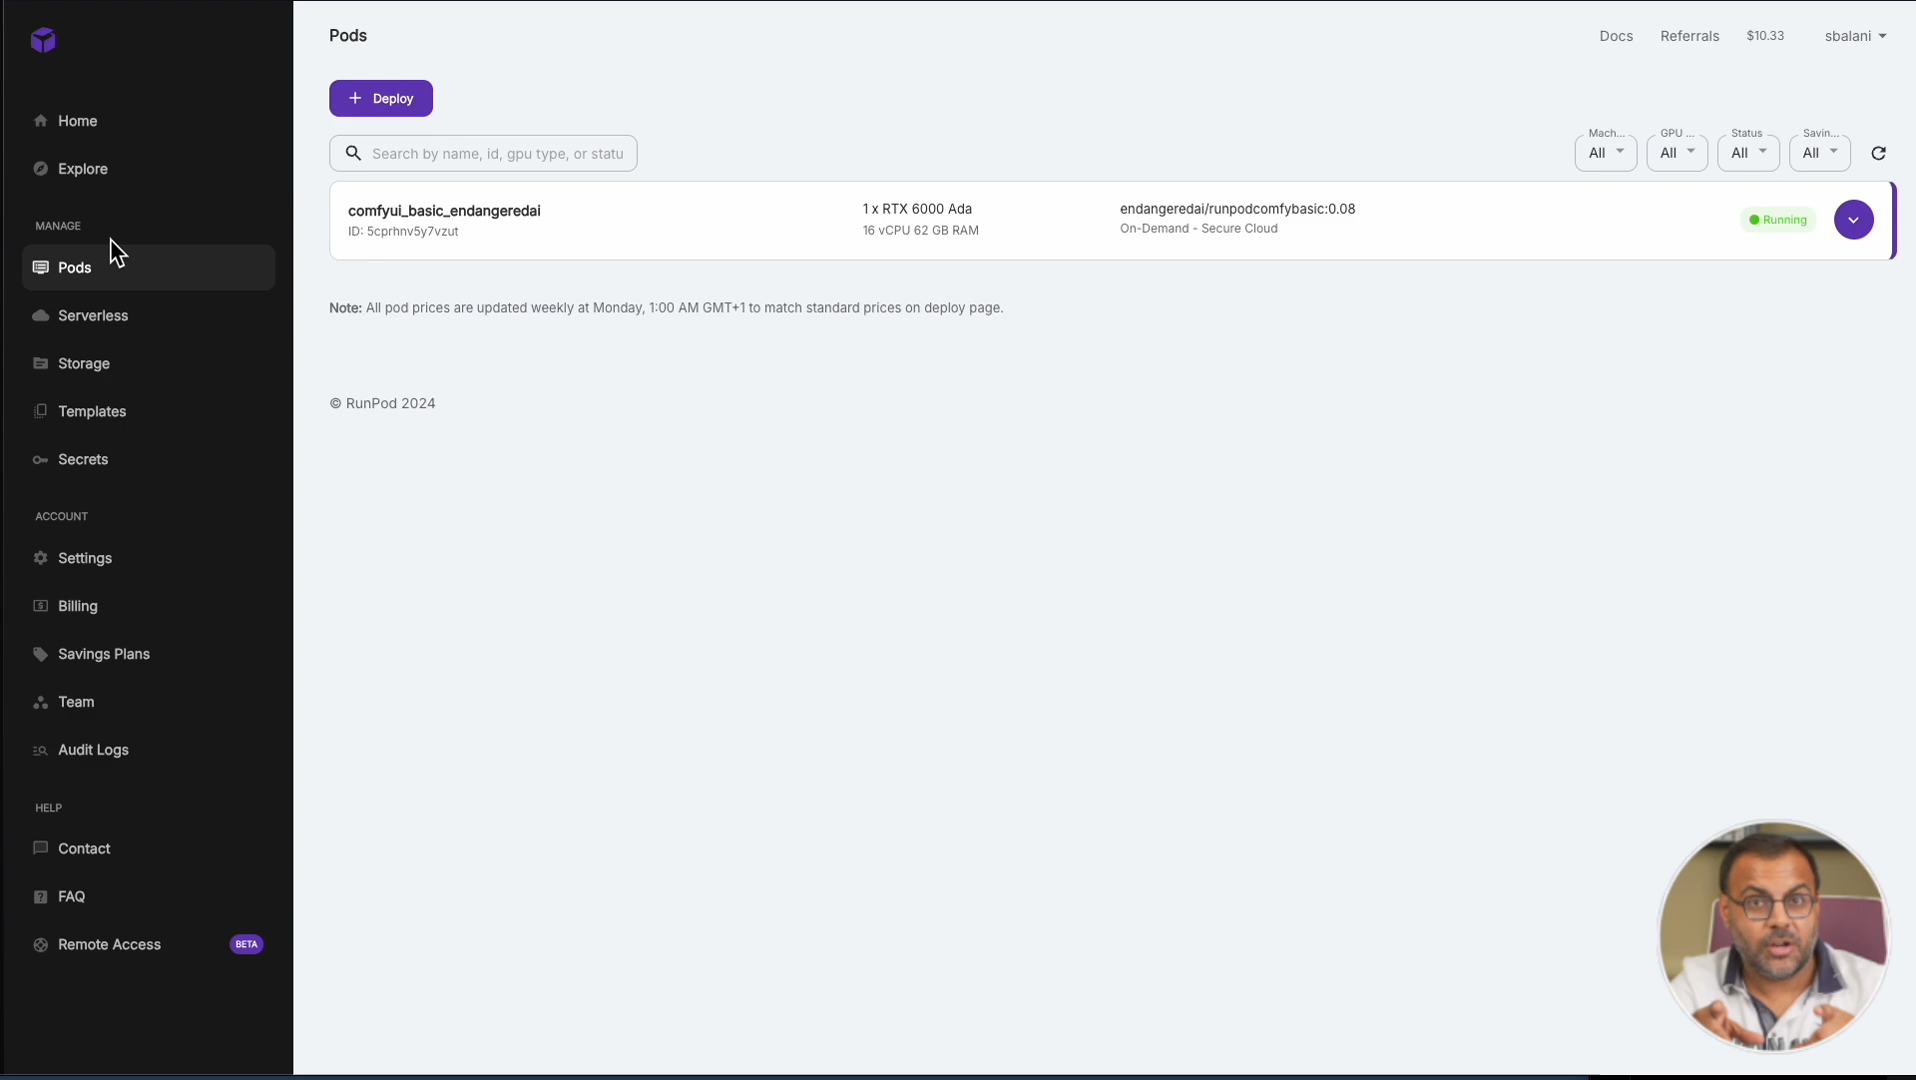 Pods
Docs
Referrals
$10.33
sbalani
Home
Explore
MANAGE
Pods
Serverless
Storage
Templates
Secrets
ACCOUNT
Settings
Billing
Savings Plans
Team
Audit Logs
HELP
Contact
FAQ
Remote Access
BETA
+ Deploy
Search by name, id, gpu type, or statu
Mach...
All
GPU ...
All
Status
All
Savin...
All
comfyui_basic_endangeredai
ID: 5cprhnv5y7vzut
1 x RTX 6000 Ada
16 vCPU 62 GB RAM
endangeredai/runpodcomfybasic:0.08
On-Demand - Secure Cloud
Running
Note: All pod prices are updated weekly at Monday, 1:00 AM GMT+1 to match standard prices on deploy page.
© RunPod 2024